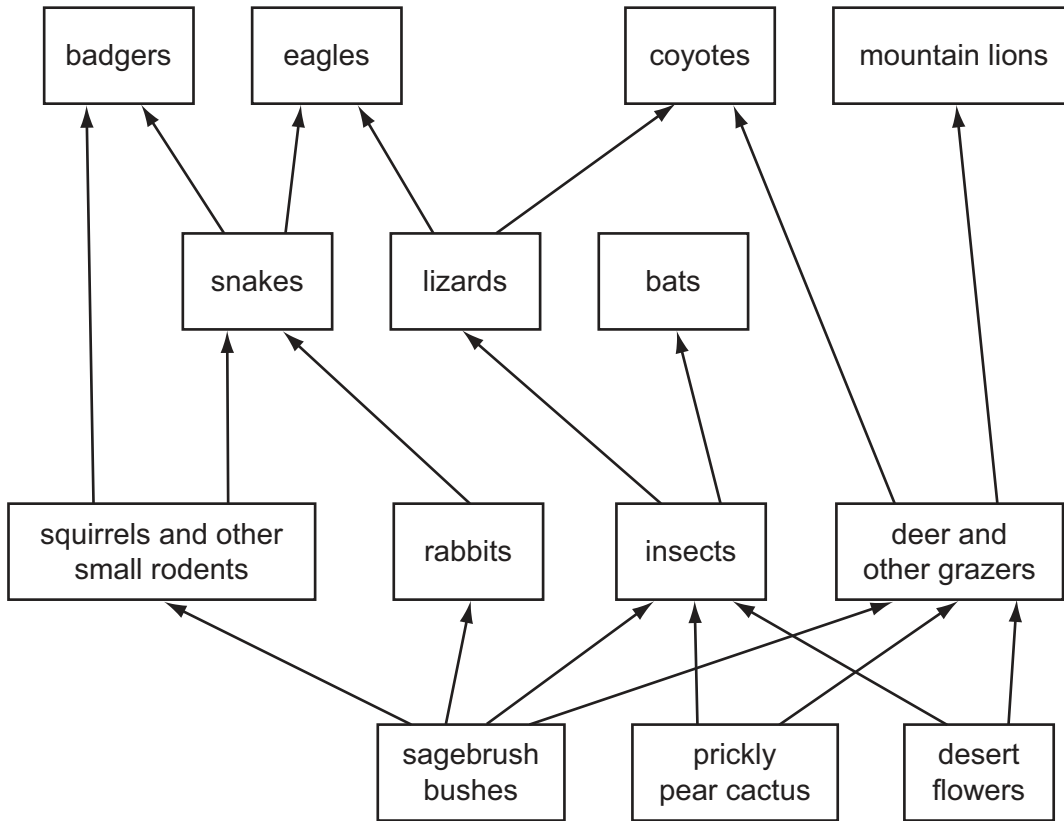 badgers
eagles
coyotes
mountain lions
snakes
lizards
bats
squirrels and other
small rodents
rabbits
insects
deer and
other grazers
sagebrush
bushes
prickly
pear cactus
desert
flowers